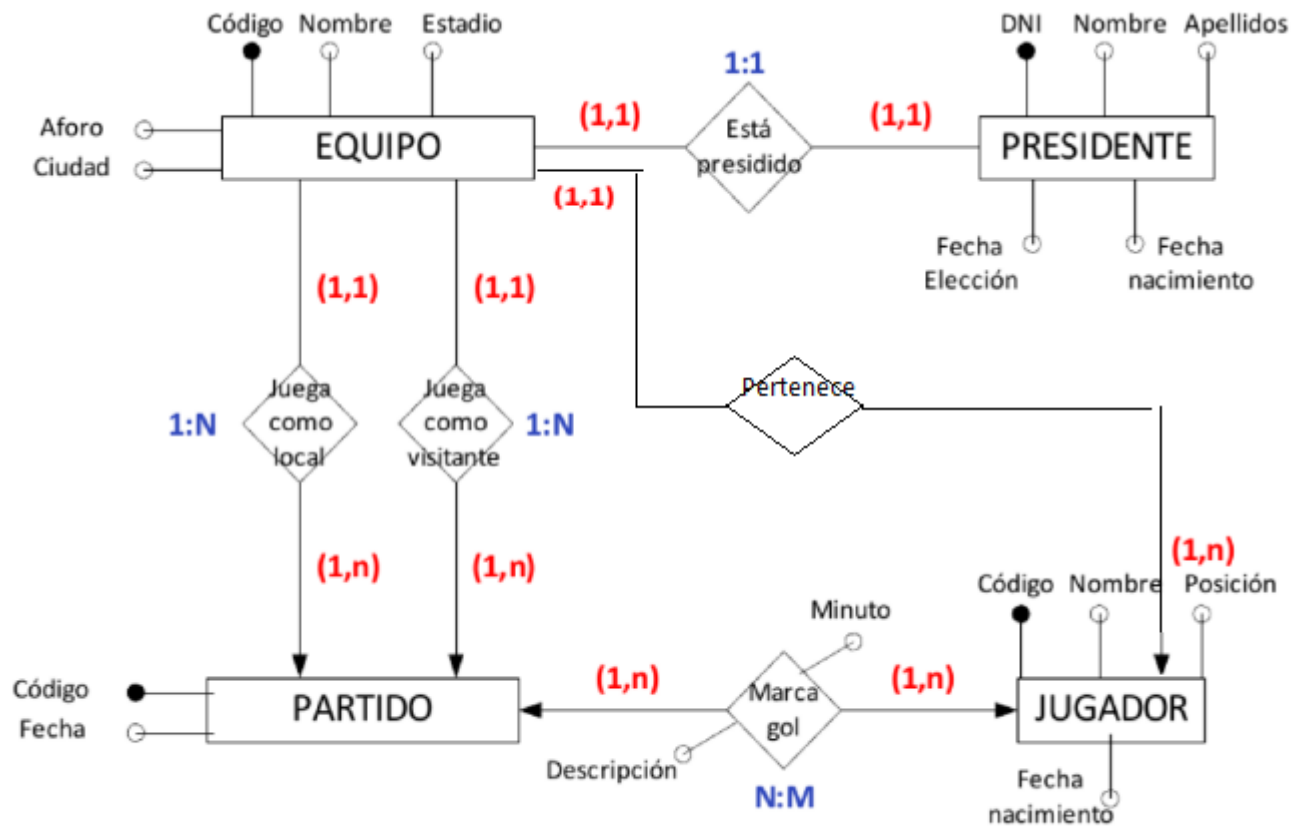 Código Nombre Estadio
DNI Nombre Apellidos
1:1
Aforo
Ciudad
EQUIPO
(1,1)
Está
presidido
(1,1)
PRESIDENTE
(1,1)
Fecha
Elección
Fecha
nacimiento
(1,1)
(1,1)
1:N
Juega
como
local
Juega
como
visitante
1:N
Pertenece
(1,n)
(1,n)
(1,n)
Código Nombre Posición
Minuto
Código
Fecha
PARTIDO
(1,n)
Marca
gol
(1,n)
JUGADOR
Descripción
N:M
Fecha
nacimiento